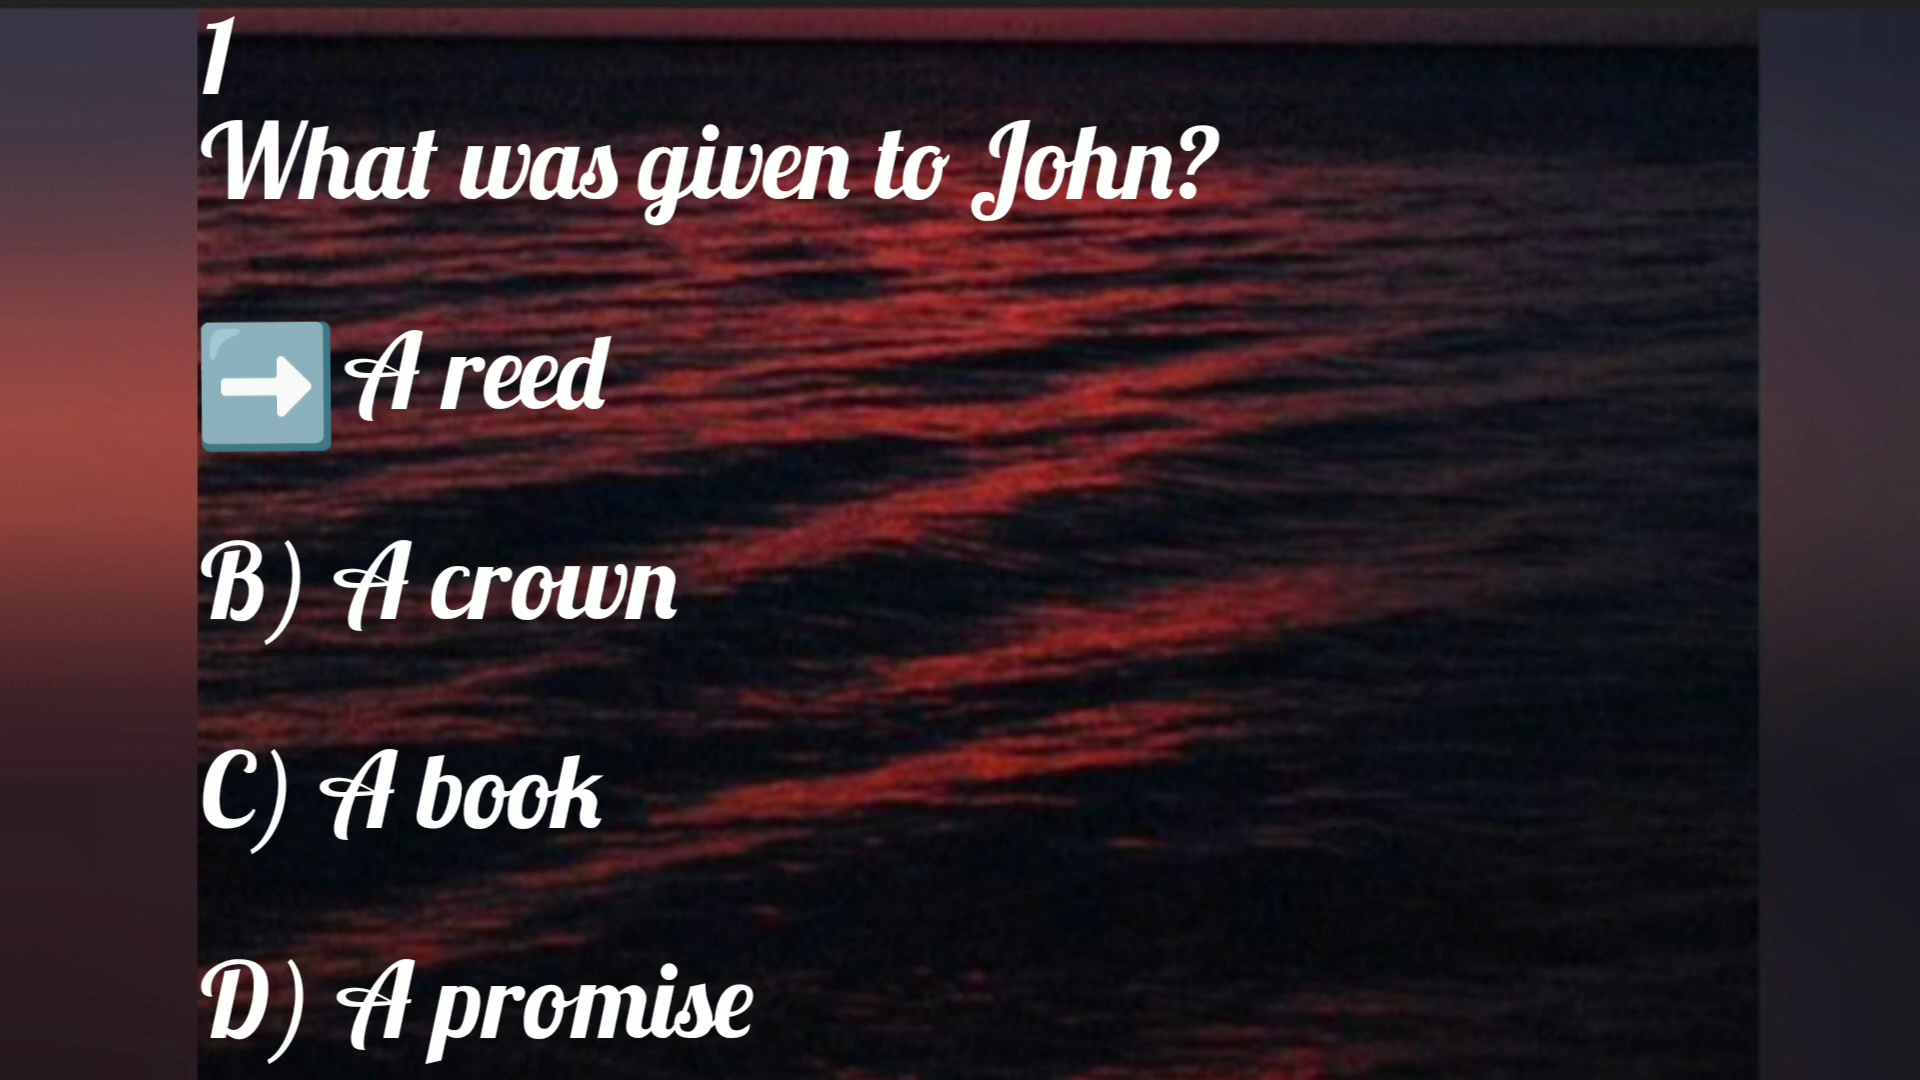 1
What was given to John?
➡️ A reed
B) A crown
C) A book
D) A promise